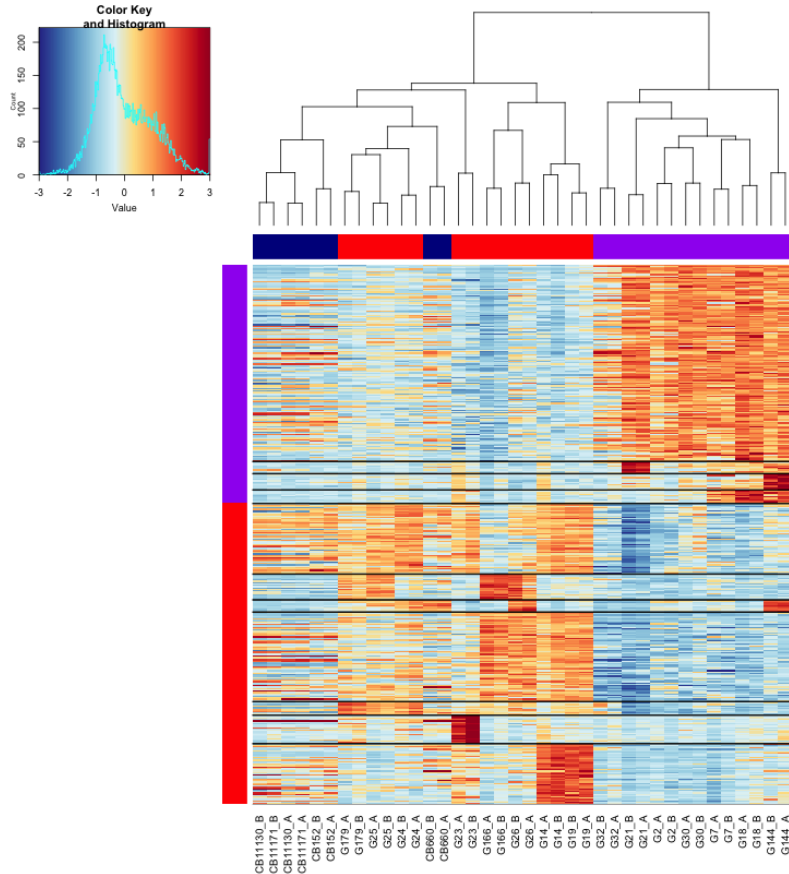 Color Key
and Histogram
Count
0 50 100 150 200
-3 -2 -1 0 1 2 3
Value
CB11130_B
CB11171_B
CB11130_A
CB11171_A
CB152_B
CB152_A
G179_A
G179_B
G25_A
G25_B
G24_B
G24_A
CB660_B
CB660_A
G23_A
G23_B
G166_A
G166_B
G26_B
G26_A
G14_A
G14_B
G19_B
G19_A
G32_B
G32_A
G21_B
G21_A
G2_A
G2_B
G30_A
G30_B
G7_A
G7_B
G18_A
G18_B
G144_B
G144_A